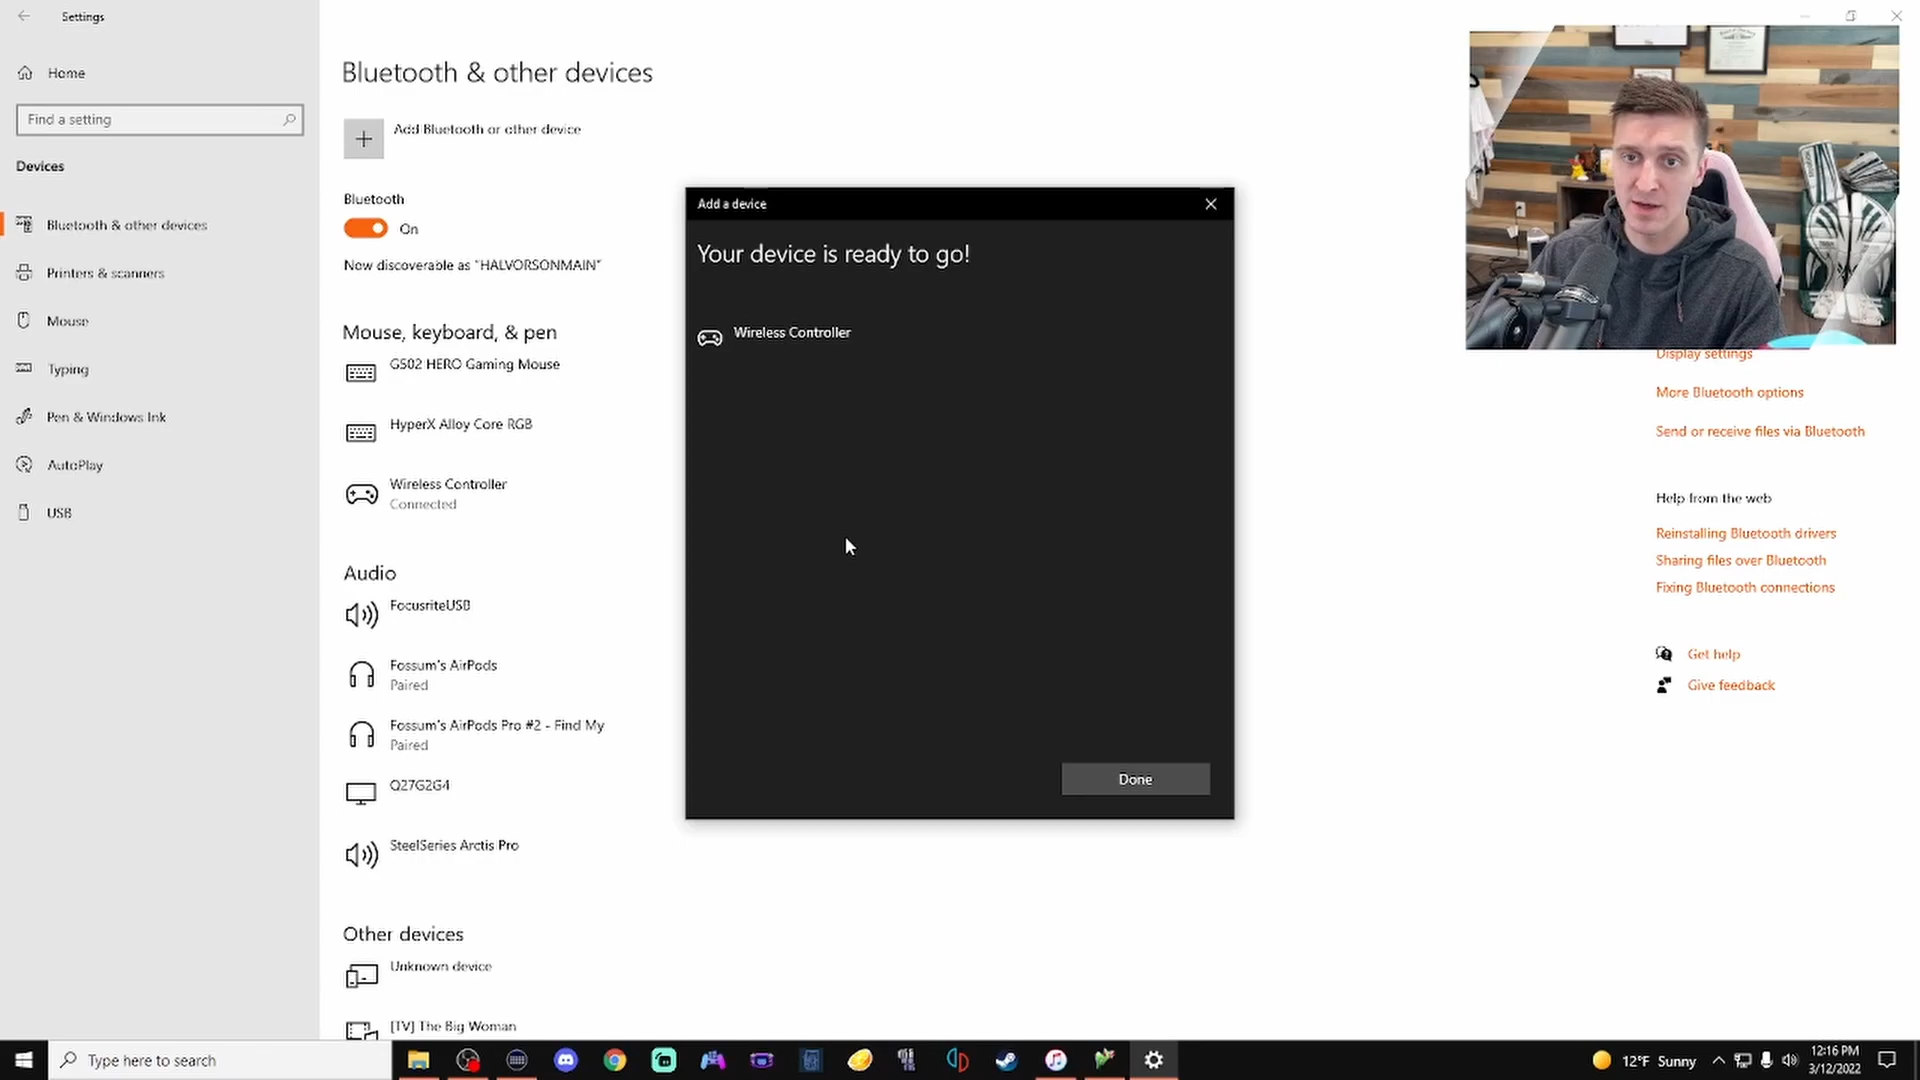 Settings
Home
Find a setting
Devices
Bluetooth & other devices
Printers & scanners
Mouse
Typing
Pen & Windows Ink
AutoPlay
USB
Bluetooth & other devices
Add Bluetooth or other device
Bluetooth
On
Now discoverable as "HALVORSONMAIN"
Mouse, keyboard, & pen
G502 HERO Gaming Mouse
HyperX Alloy Core RGB
Wireless Controller
Connected
Audio
FocusriteUSB
Fossum's AirPods
Paired
Fossum's AirPods Pro #2 - Find My
Paired
Q27G2G4
SteelSeries Arctis Pro
Other devices
Unknown device
[TV] The Big Woman
Add a device
Your device is ready to go!
Wireless Controller
Done
Display settings
More Bluetooth options
Send or receive files via Bluetooth
Help from the web
Reinstalling Bluetooth drivers
Sharing files over Bluetooth
Fixing Bluetooth connections
Get help
Give feedback
Type here to search
12°F Sunny
12:16 PM
3/12/2022